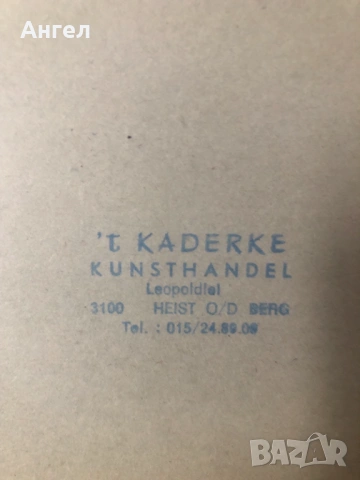 Ангел
't KADERKE
KUNSTHANDEL
Leopoldlei
3100 HEIST O/D BERG
Tel. : 015/24.89.09
BAZAR